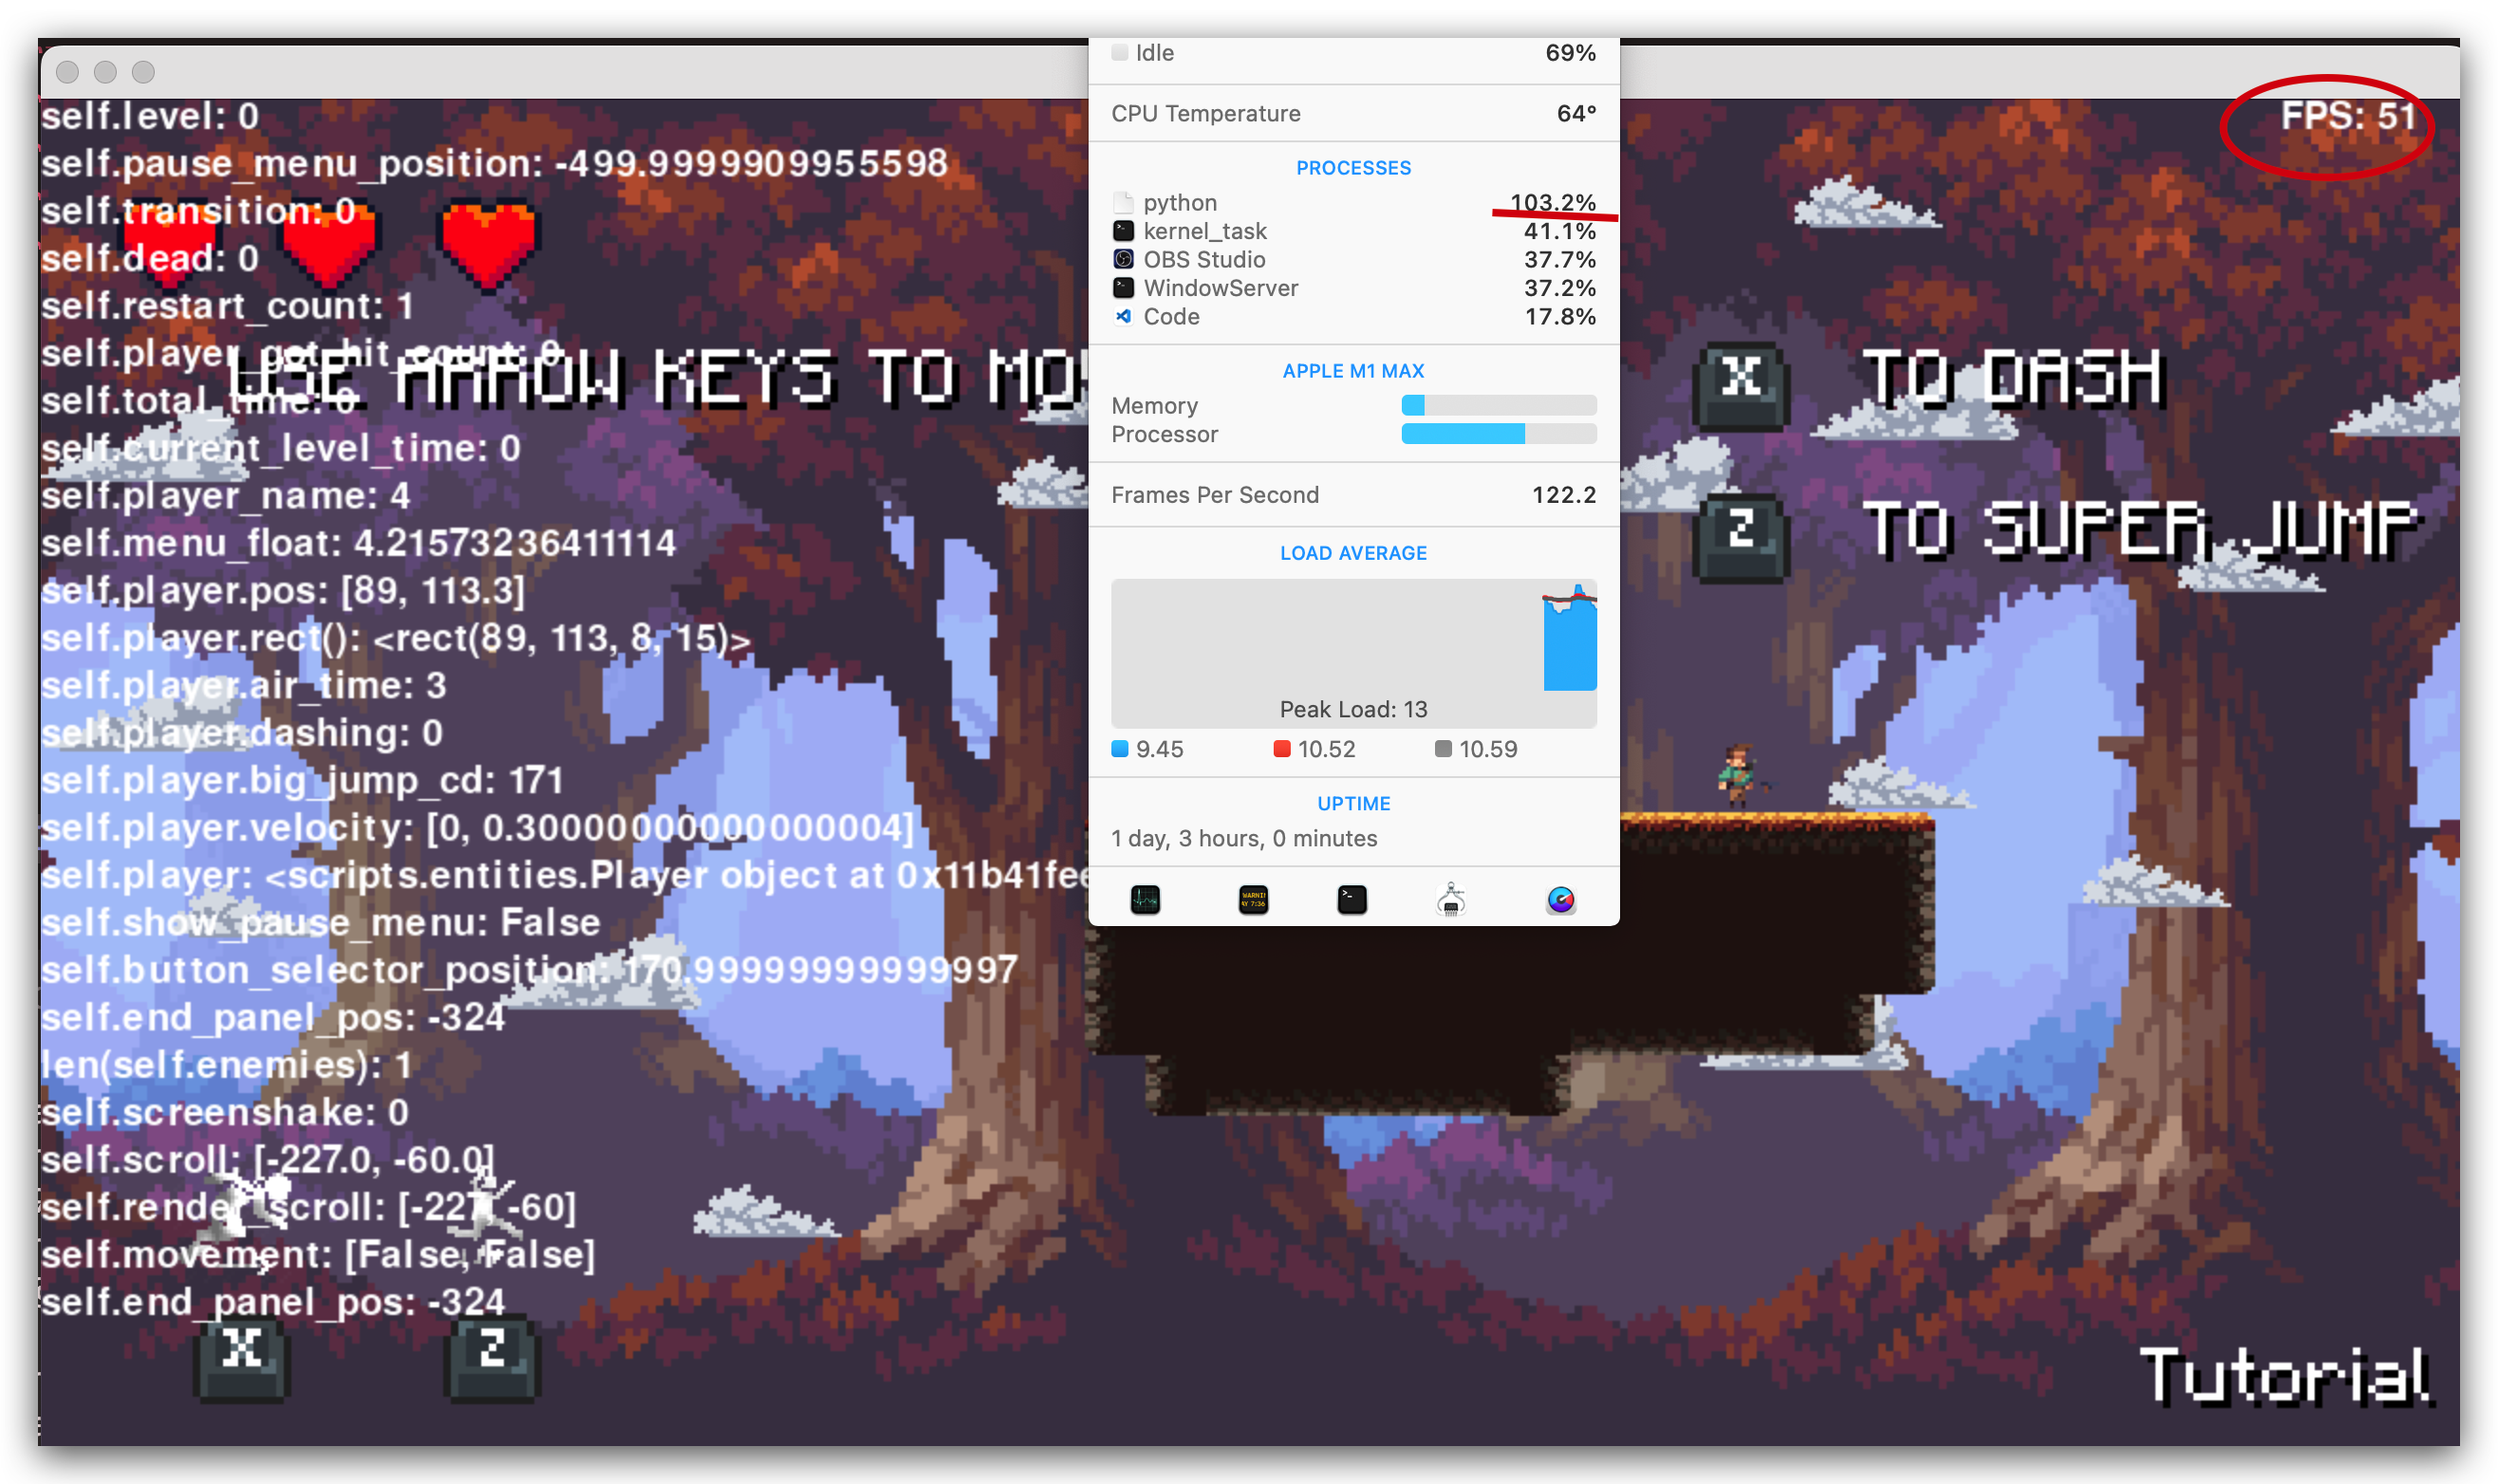 self.level: 0
self.pause_menu_position: -499.9999909955598
self.transition: 0
self.dead: 0
self.restart_count: 1
self.player_got_hit_count: 0
self.total_time: 0
self.current_level_time: 0
self.player_name: 4
self.menu_float: 4.21573236411114
self.player.pos: [89, 113.3]
self.player.rect(): <rect(89, 113, 8, 15)>
self.player.air_time: 3
self.player.dashing: 0
self.player.big_jump_cd: 171
self.player.velocity: [0, 0.30000000000000004]
self.player: <scripts.entities.Player object at 0x11b41fee
self.show_pause_menu: False
self.button_selector_position: 170.99999999999997
self.end_panel_pos: -324
len(self.enemies): 1
self.screenshake: 0
self.scroll: [-227.0, -60.0]
self.render_scroll: [-227, -60]
self.movement: [False, False]
self.end_panel_pos: -324
USE ARROW KEYS TO MO
X
Z
Idle 69%
CPU Temperature 64°
PROCESSES
python 103.2%
kernel_task 41.1%
OBS Studio 37.7%
WindowServer 37.2%
Code 17.8%
APPLE M1 MAX
Memory
Processor
Frames Per Second 122.2
LOAD AVERAGE
Peak Load: 13
9.45 10.52 10.59
UPTIME
1 day, 3 hours, 0 minutes
FPS: 51
X TO DASH
Z TO SUPER JUMP
Tutorial